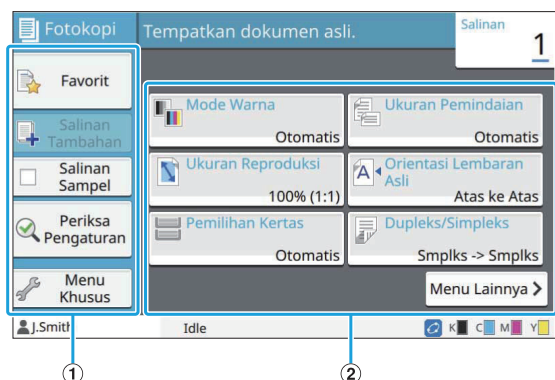 Fotokopi
Tempatkan dokumen asli.
Salinan
1
Favorit
Salinan
Tambahan
Salinan
Sampel
Periksa
Pengaturan
Menu
Khusus
Mode Warna
Otomatis
Ukuran Pemindaian
Otomatis
Ukuran Reproduksi
100% (1:1)
Orientasi Lembaran
Asli
Atas ke Atas
Pemilihan Kertas
Otomatis
Dupleks/Simpleks
Smplks -> Smplks
Menu Lainnya >
J.Smith
Idle
K C M Y
1
2